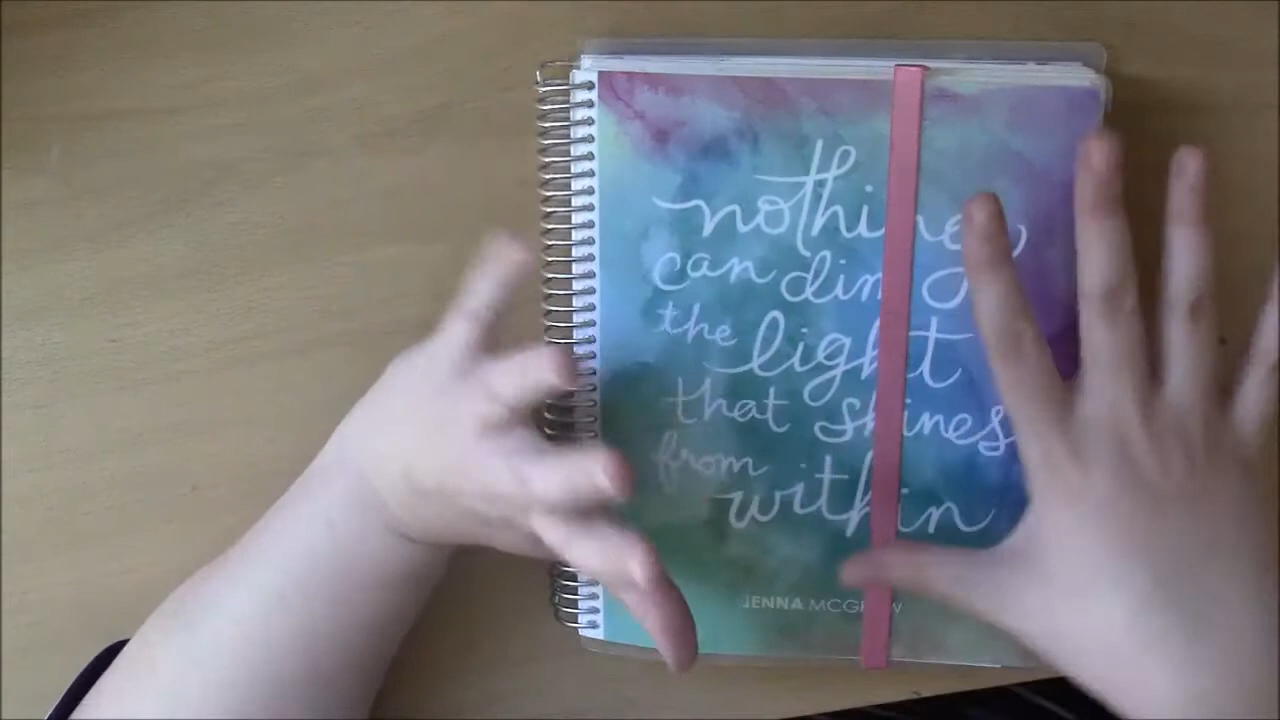 nothing
can dim
the light
that shines
from
within
JENNA MCGRAW